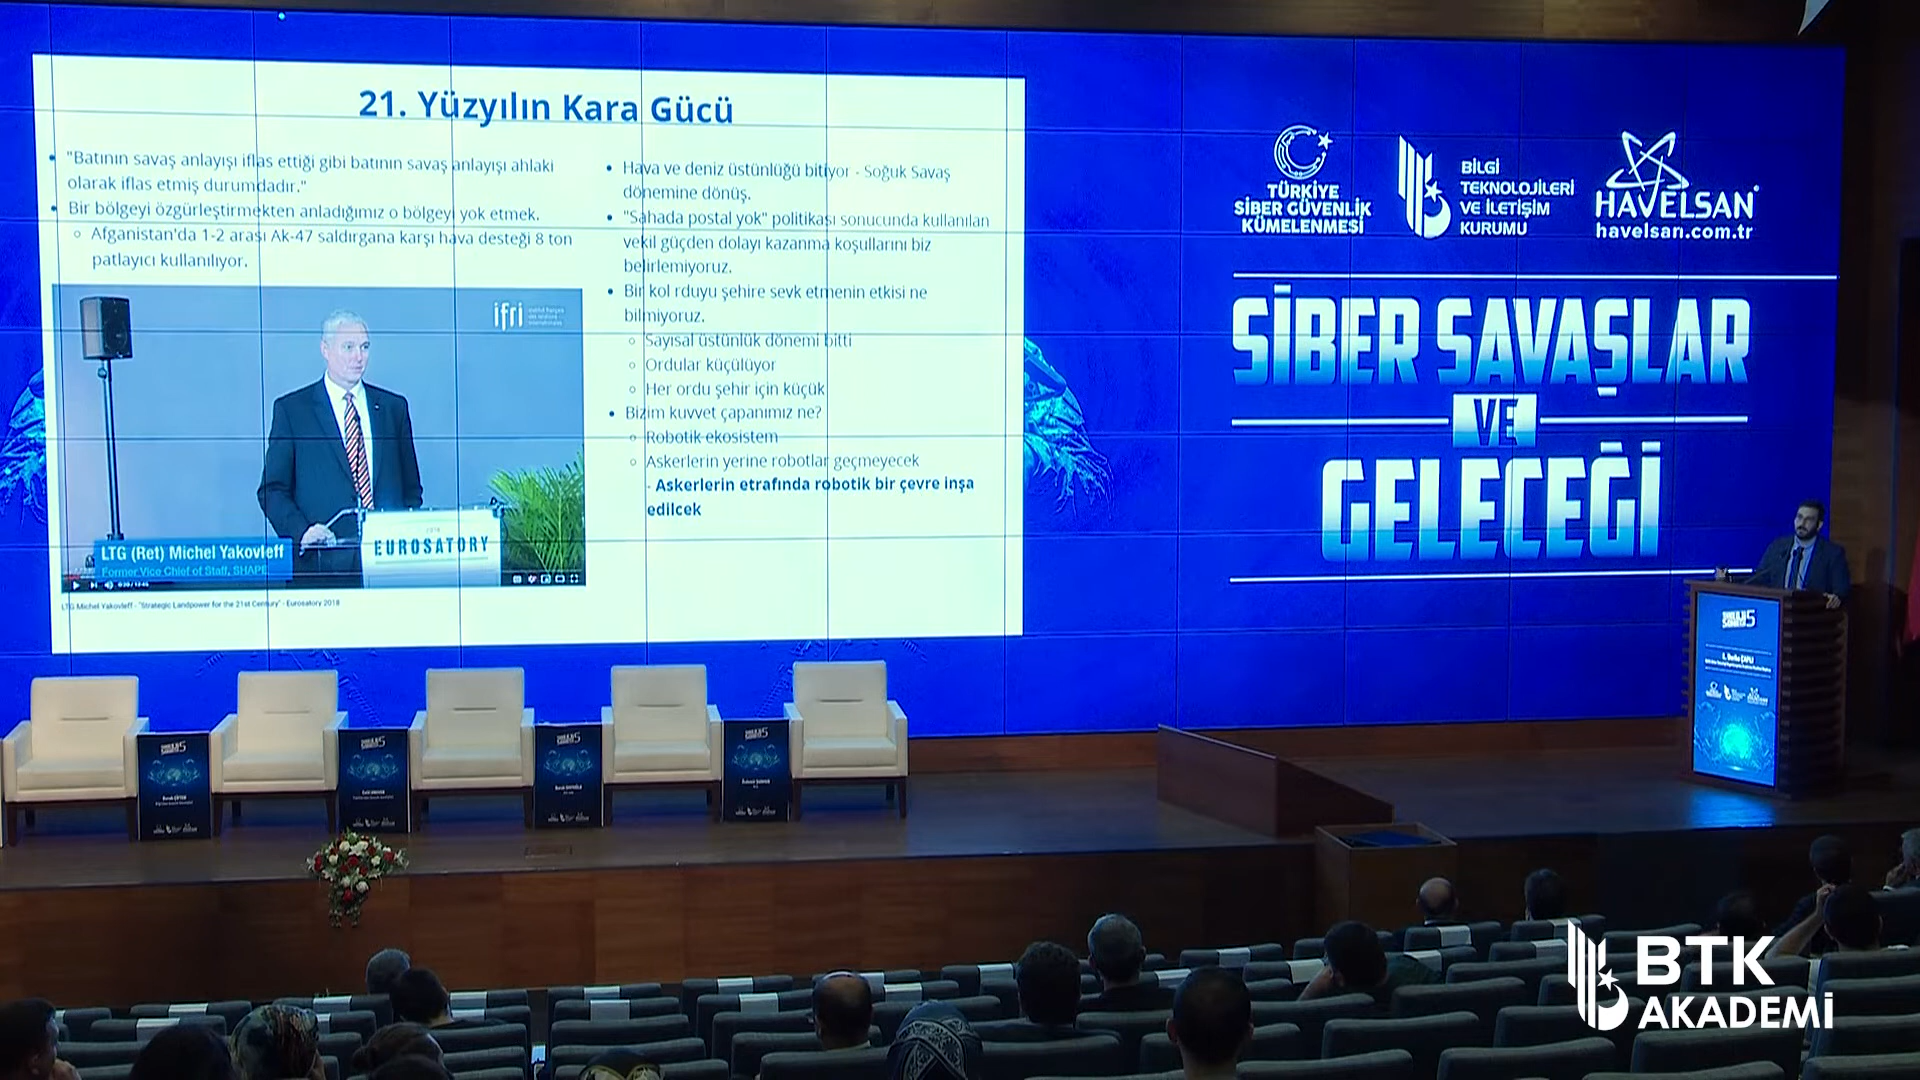 21. Yüzyılın Kara Gücü
"Batının savaş anlayışı iflas ettiği gibi batının savaş anlayışı ahlaki
olarak iflas etmiş durumdadır."
Bir bölgeyi özgürleştirmekten anladığımız o bölgeyi yok etmek.
Afganistan'da 1-2 arası Ak-47 saldırgana karşı hava desteği 8 ton
patlayıcı kullanılıyor.
ifri
LTG (Ret) Michel Yakovleff
Former Vice Chief of Staff, SHAPE
EUROSATORY
LTG Michel Yakovleff - "Strategic Landpower for the 21st Century" - Eurosatory 2018
Hava ve deniz üstünlüğü bitiyor - Soğuk Savaş
dönemine dönüş.
"Sahada postal yok" politikası sonucunda kullanılan
vekil güçden dolayı kazanma koşullarını biz
belirlemiyoruz.
Bir kol rduyu şehire sevk etmenin etkisi ne
bilmiyoruz.
Sayısal üstünlük dönemi bitti
Ordular küçülüyor
Her ordu şehir için küçük
Bizim kuvvet çapanımız ne?
Robotik ekosistem
Askerlerin yerine robotlar geçmeyecek
- Askerlerin etrafında robotik bir çevre inşa
edilcek
TÜRKİYE
SİBER GÜVENLİK
KÜMELENMESİ
BİLGİ
TEKNOLOJİLERİ
VE İLETİŞİM
KURUMU
HAVELSAN
havelsan.com.tr
SİBER SAVAŞLAR
VE
GELECEĞİ
BTK
AKADEMİ